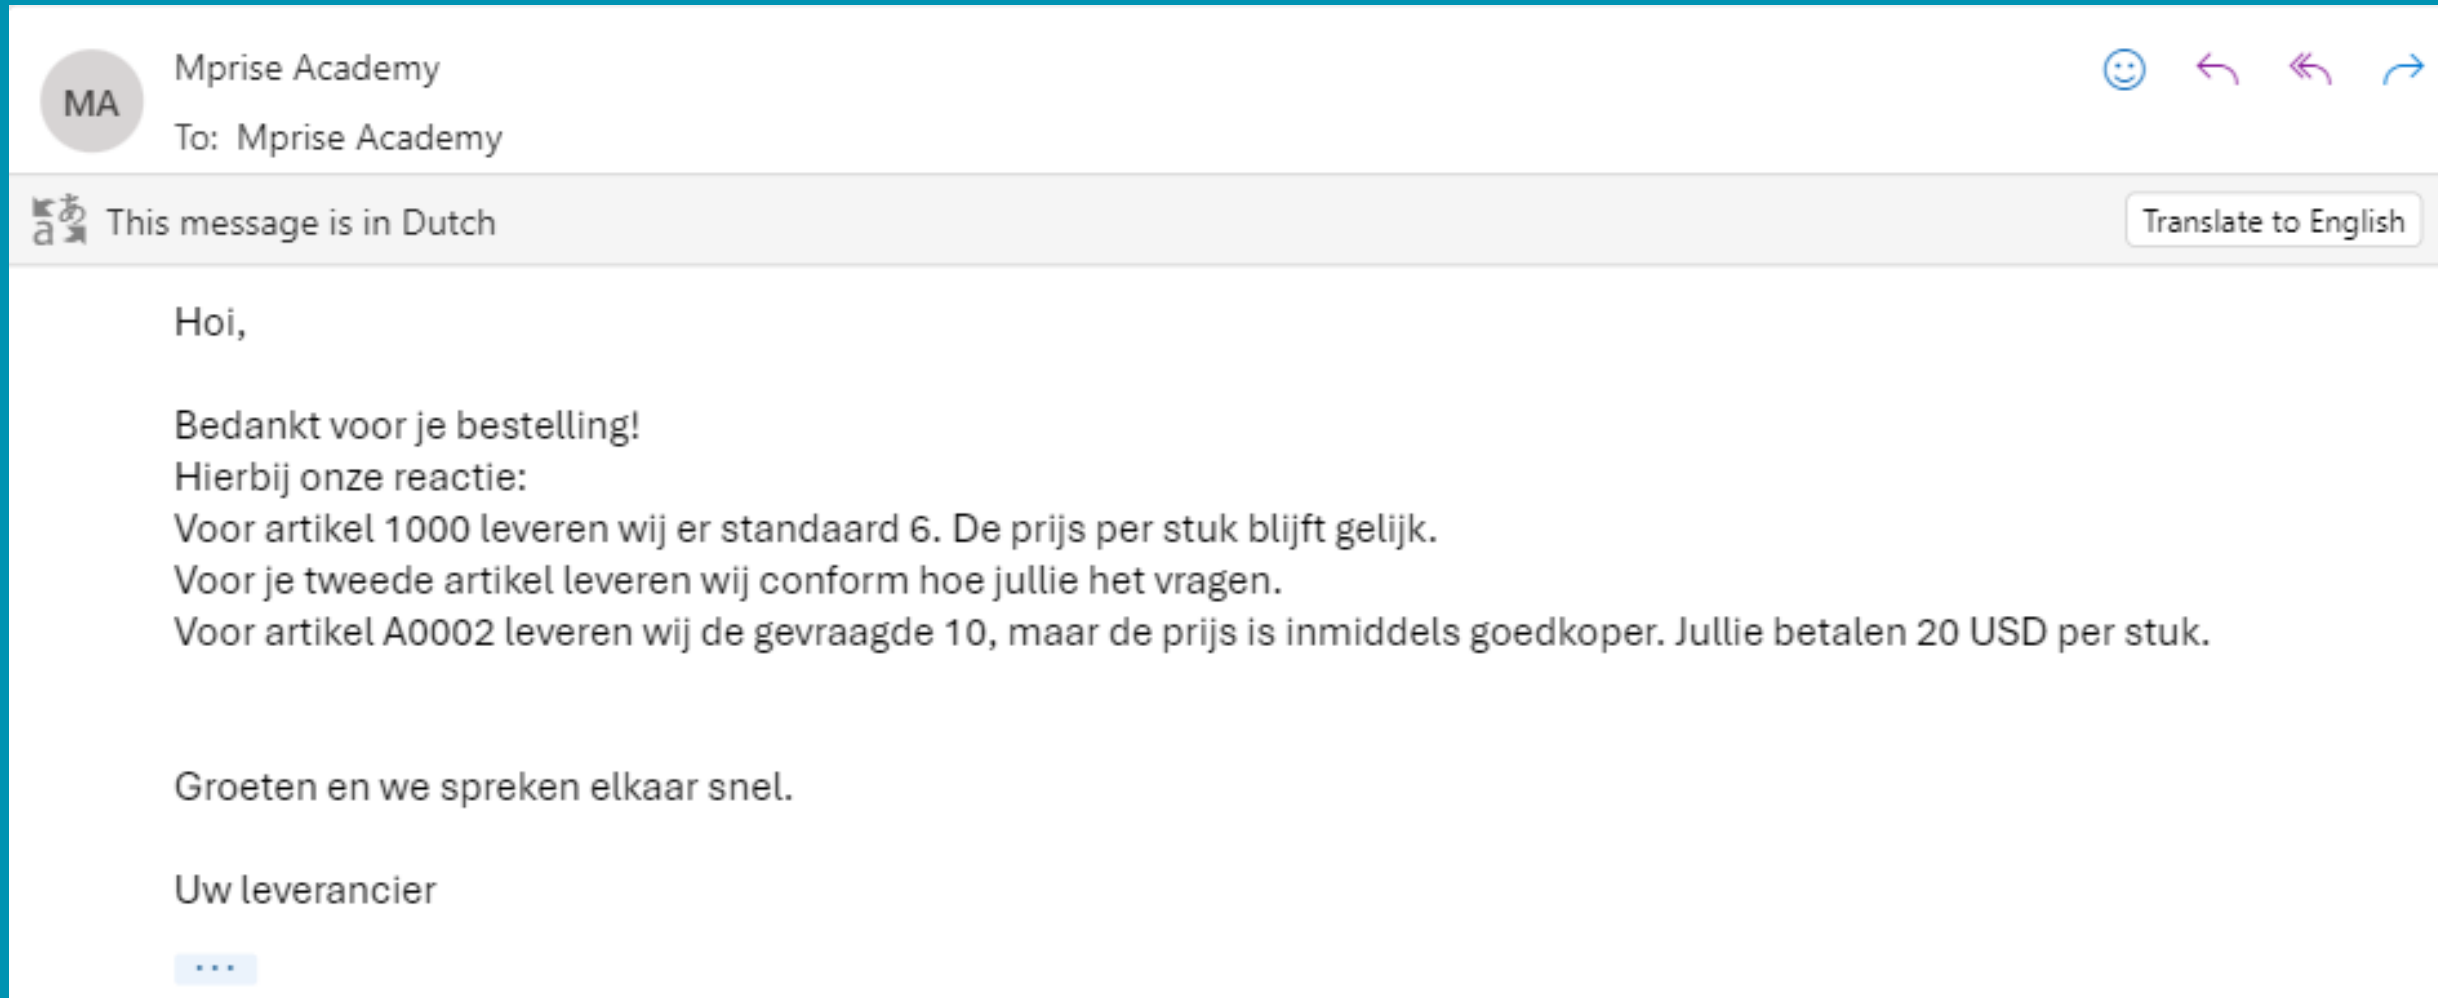 MA
Mprise Academy
To: Mprise Academy
This message is in Dutch
Translate to English
Hoi,
Bedankt voor je bestelling!
Hierbij onze reactie:
Voor artikel 1000 leveren wij er standaard 6. De prijs per stuk blijft gelijk.
Voor je tweede artikel leveren wij conform hoe jullie het vragen.
Voor artikel A0002 leveren wij de gevraagde 10, maar de prijs is inmiddels goedkoper. Jullie betalen 20 USD per stuk.
Groeten en we spreken elkaar snel.
Uw leverancier
...